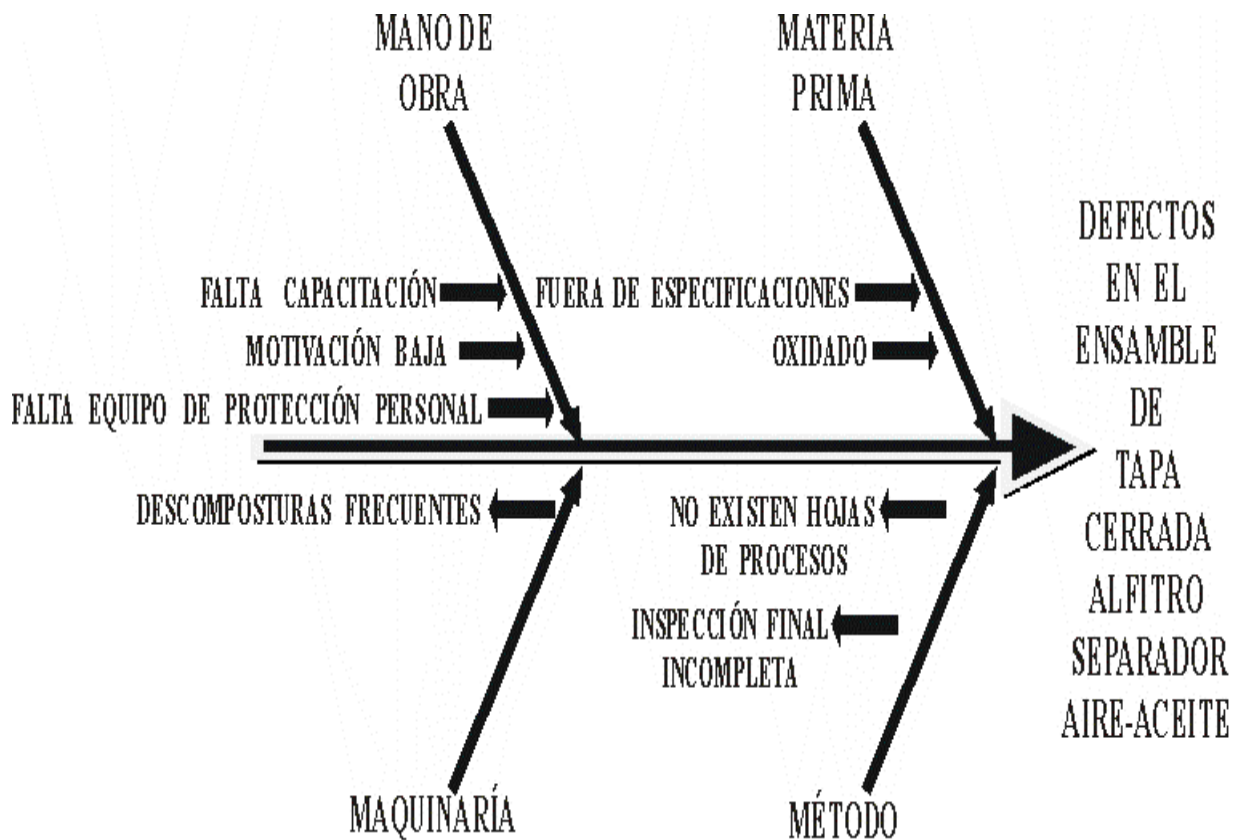 MANO DE
OBRA
MATERIA
PRIMA
FALTA CAPACITACIÓN
MOTIVACIÓN BAJA
FALTA EQUIPO DE PROTECCIÓN PERSONAL
FUERA DE ESPECIFICACIONES
OXIDADO
DESCOMPOSTURAS FRECUENTES
NO EXISTEN HOJAS
DE PROCESOS
INSPECCIÓN FINAL
INCOMPLETA
MAQUINARÍA
MÉTODO
DEFECTOS
EN EL
ENSAMBLE
DE
TAPA
CERRADA
ALFITRO
SEPARADOR
AIRE-ACEITE